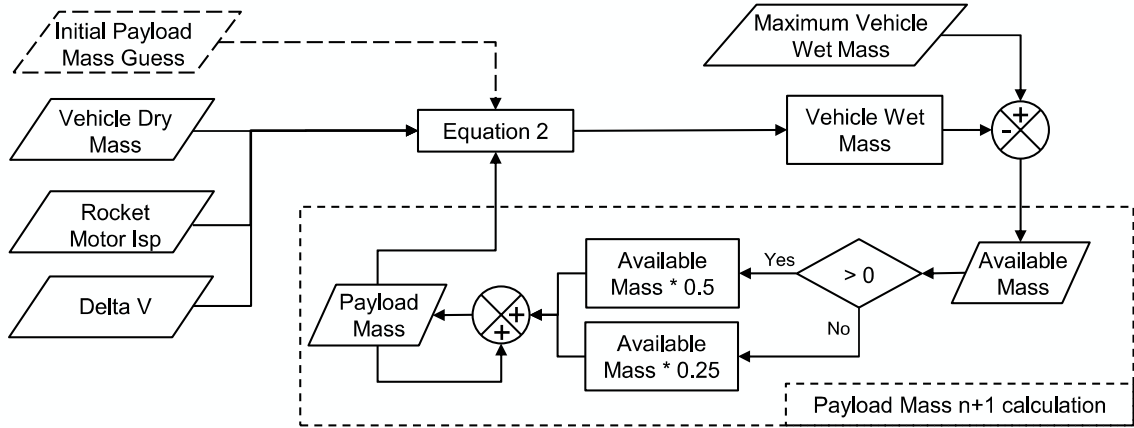 Initial Payload
Mass Guess
Maximum Vehicle
Wet Mass
Vehicle Dry
Mass
Equation 2
Vehicle Wet
Mass
+
-
Rocket
Motor Isp
Delta V
Payload
Mass
+
+
Available
Mass * 0.5
Yes
> 0
Available
Mass
No
Available
Mass * 0.25
Payload Mass n+1 calculation